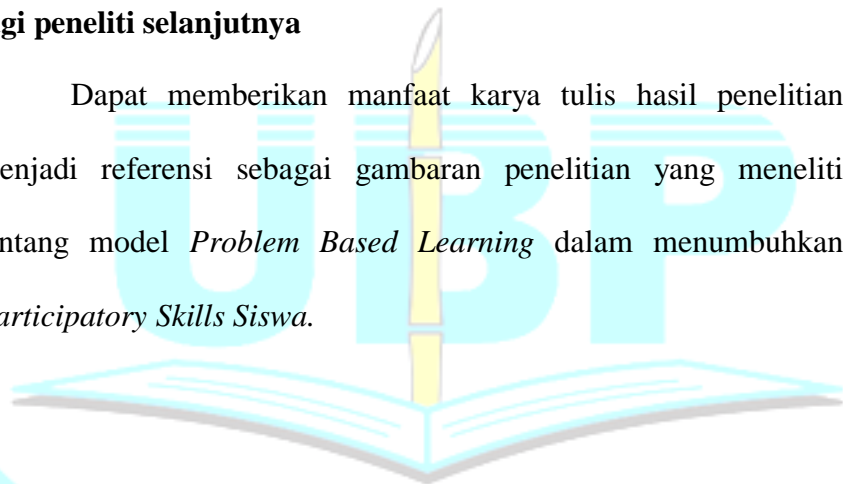 gi peneliti selanjutnya
Dapat memberikan manfaat karya tulis hasil penelitian
enjadi referensi sebagai gambaran penelitian yang meneliti
ntang model Problem Based Learning dalam menumbuhkan
articipatory Skills Siswa.
UBP